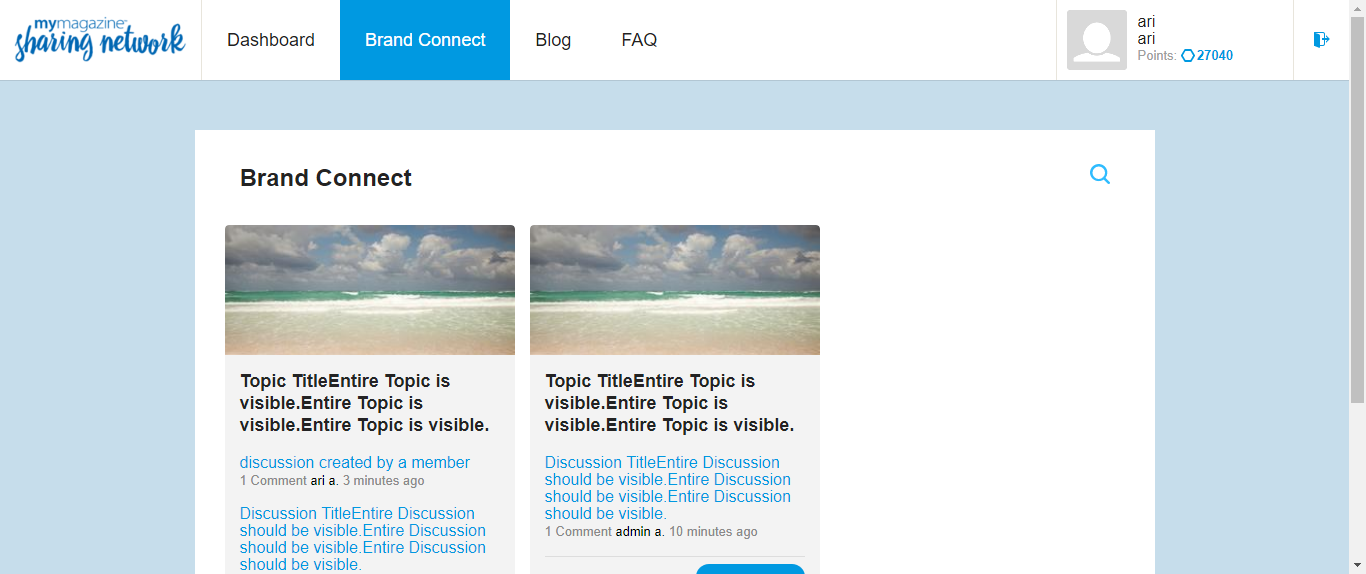 mymagazine
sharing network
Dashboard
Brand Connect
Blog
FAQ
ari
ari
Points: 27040
Brand Connect
Topic TitleEntire Topic is
visible.Entire Topic is
visible.Entire Topic is visible.
discussion created by a member
1 Comment ari a. 3 minutes ago
Discussion TitleEntire Discussion
should be visible.Entire Discussion
should be visible.Entire Discussion
should be visible.
Topic TitleEntire Topic is
visible.Entire Topic is
visible.Entire Topic is visible.
Discussion TitleEntire Discussion
should be visible.Entire Discussion
should be visible.Entire Discussion
should be visible.
1 Comment admin a. 10 minutes ago